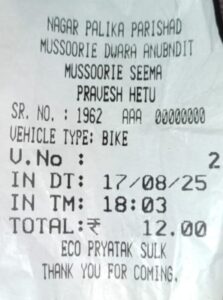 NAGAR PALIKA PARISHAD
MUSSOORIE DWARA ANUBNDIT
MUSSOORIE SEEMA
PRAVESH HETU
SR. NO. : 1962 AAA 00000000
VEHICLE TYPE: BIKE
V.No : 2
IN DT: 17/08/25
IN TM: 18:03
TOTAL:₹ 12.00
ECO PRYATAK SULK
THANK YOU FOR COMING.